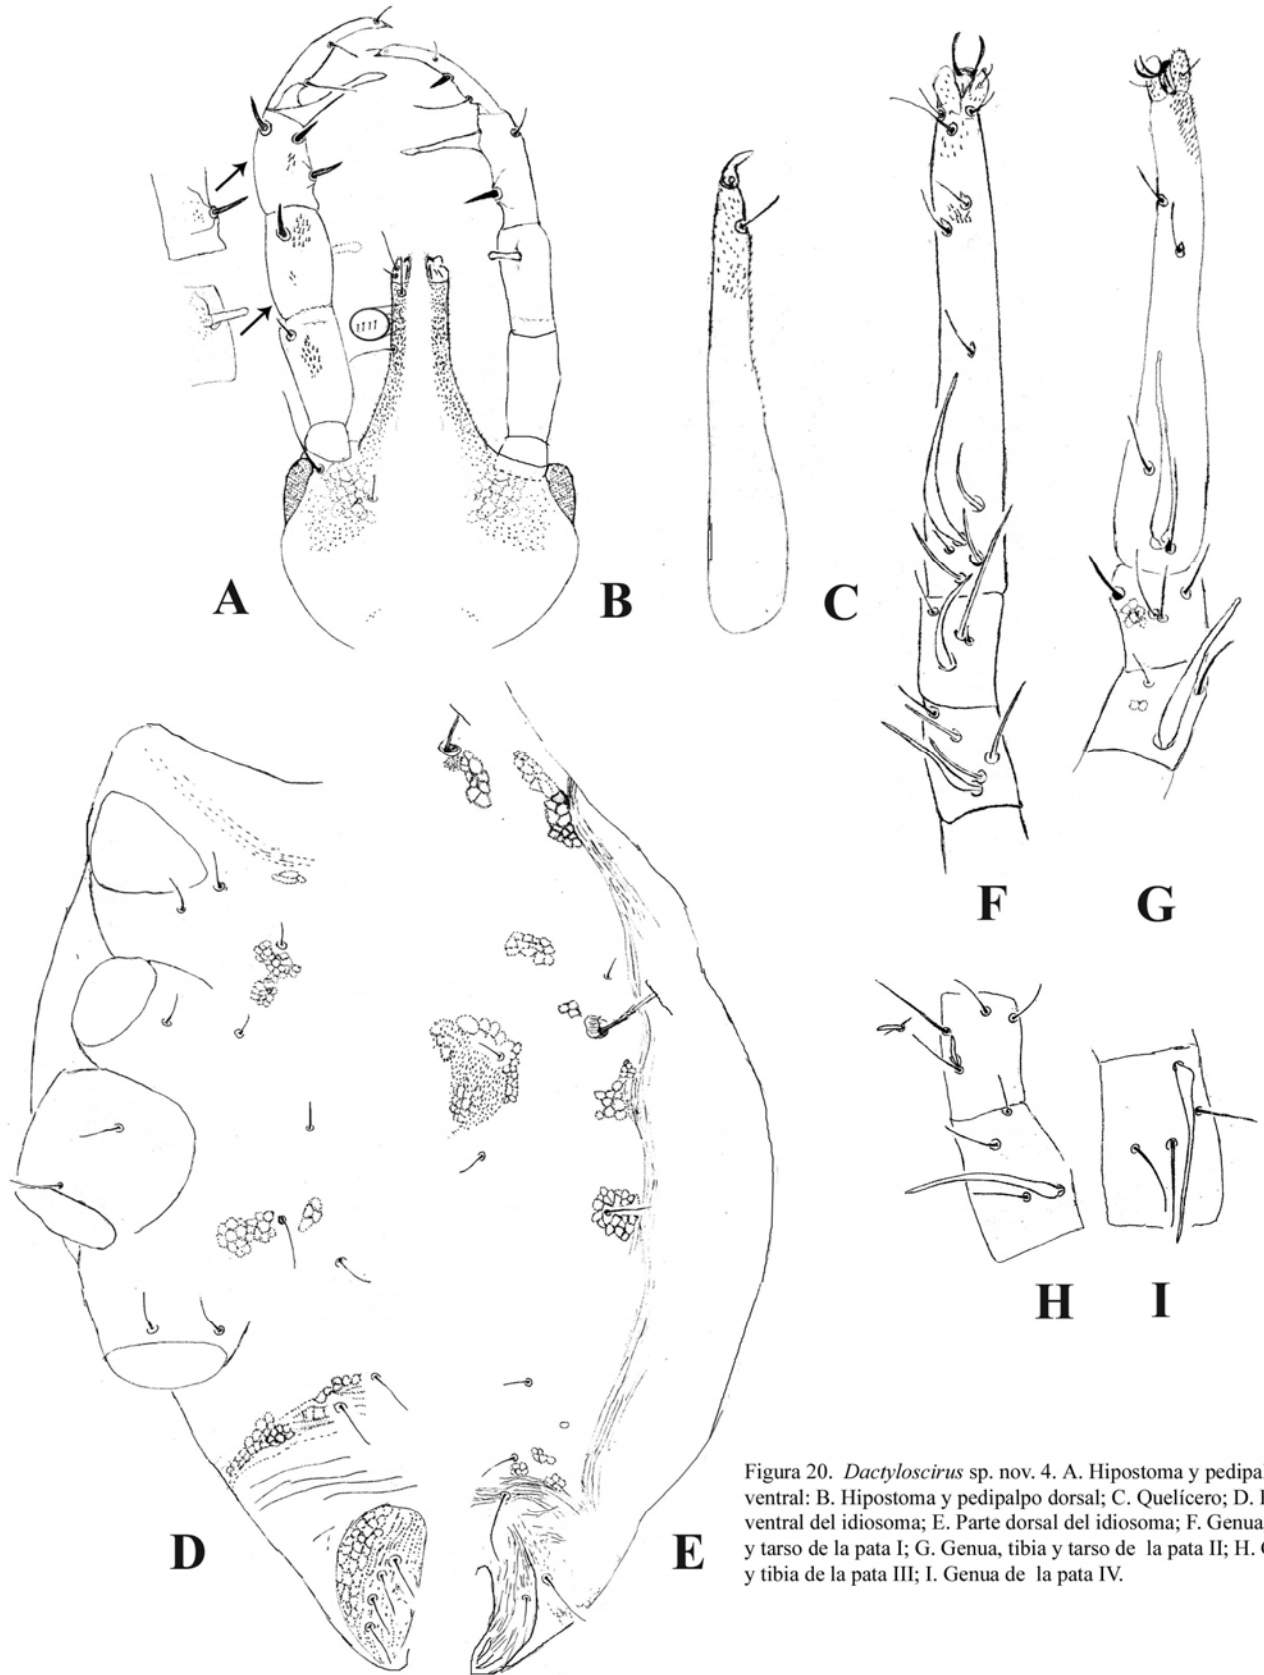 A
B
C
F
G
H
I
D
E
Figura 20. Dactyloscirus sp. nov. 4. A. Hipostoma y pedipal
ventral: B. Hipostoma y pedipalpo dorsal; C. Quelícero; D.
ventral del idiosoma; E. Parte dorsal del idiosoma; F. Genua
y tarso de la pata I; G. Genua, tibia y tarso de la pata II; H.
y tibia de la pata III; I. Genua de la pata IV.